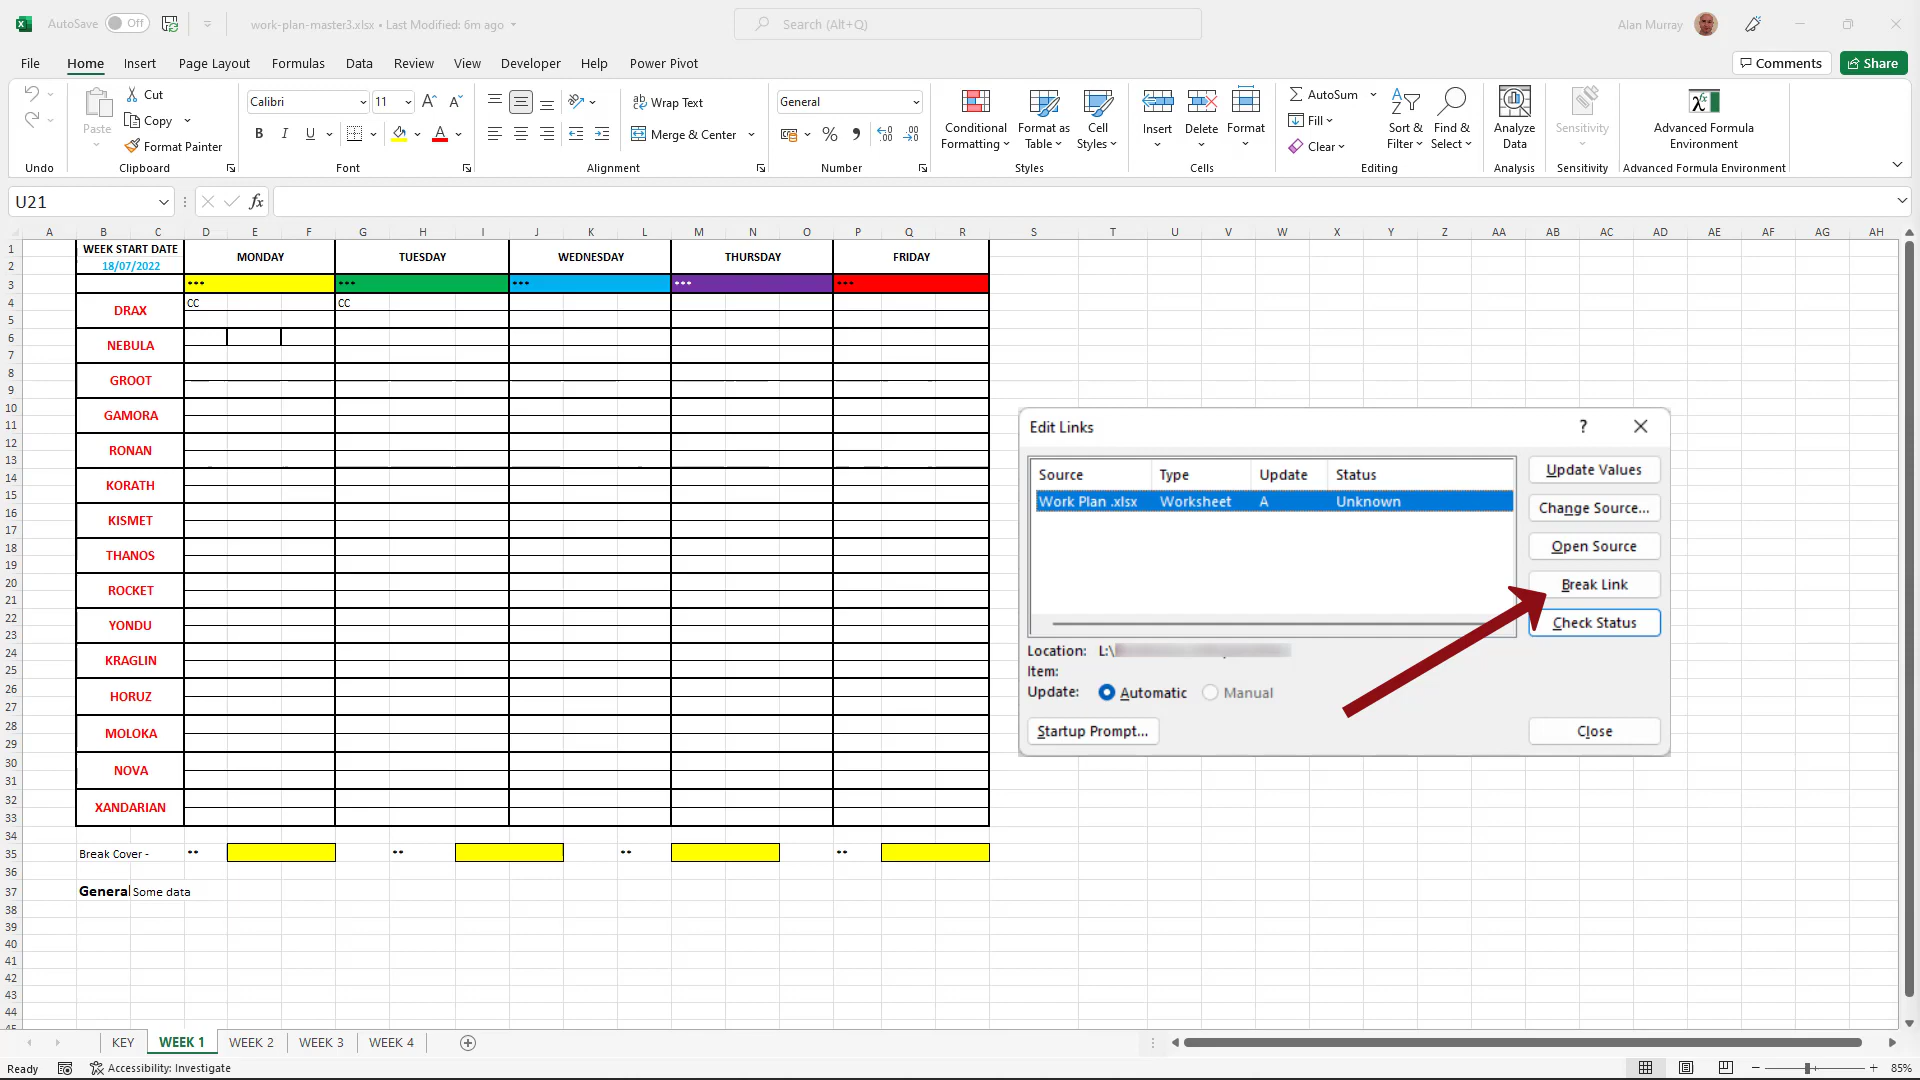 AutoSave Off work-plan-master3.xlsx • Last Modified: 6m ago Search (Alt+Q) Alan Murray
File Home Insert Page Layout Formulas Data Review View Developer Help Power Pivot Comments Share
Paste Cut Copy Format Painter
Calibri 11 B I U A
ab Wrap Text Merge & Center
General %
Conditional Formatting Format as Table Cell Styles
Insert Delete Format
AutoSum Fill Clear Sort & Filter Find & Select
Analyze Data Sensitivity Advanced Formula Environment
Undo Clipboard Font Alignment Number Styles Cells Editing Analysis Sensitivity Advanced Formula Environment
U21 fx
A B C D E F G H I J K L M N O P Q R S T U V W X Y Z AA AB AC AD AE AF AG AH
1 WEEK START DATE MONDAY TUESDAY WEDNESDAY THURSDAY FRIDAY
2 18/07/2022
3 *** *** *** *** ***
4 DRAX CC CC
5
6 NEBULA
7
8 GROOT
9
10 GAMORA
11
12 RONAN
13
14 KORATH
15
16 KISMET
17
18 THANOS
19
20 ROCKET
21
22 YONDU
23
24 KRAGLIN
25
26 HORUZ
27
28 MOLOKA
29
30 NOVA
31
32 XANDARIAN
33
34
35 Break Cover - ** ** ** **
36
37 General Some data
38
39
40
41
42
43
44
45
Edit Links ?
Source Type Update Status
Work Plan .xlsx Worksheet A Unknown
Update Values
Change Source...
Open Source
Break Link
Check Status
Location: L:\
Item:
Update: Automatic Manual
Startup Prompt... Close
KEY WEEK 1 WEEK 2 WEEK 3 WEEK 4
Ready Accessibility: Investigate 85%